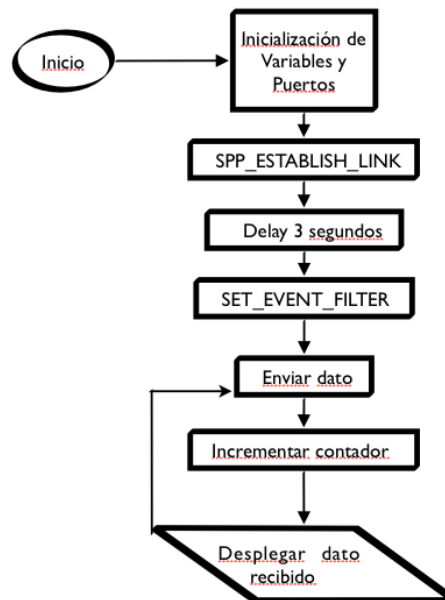 Inicio
Inicialización de
Variables y
Puertos
SPP_ESTABLISH_LINK
Delay 3 segundos
SET_EVENT_FILTER
Enviar dato
Incrementar contador
Desplegar dato
recibido